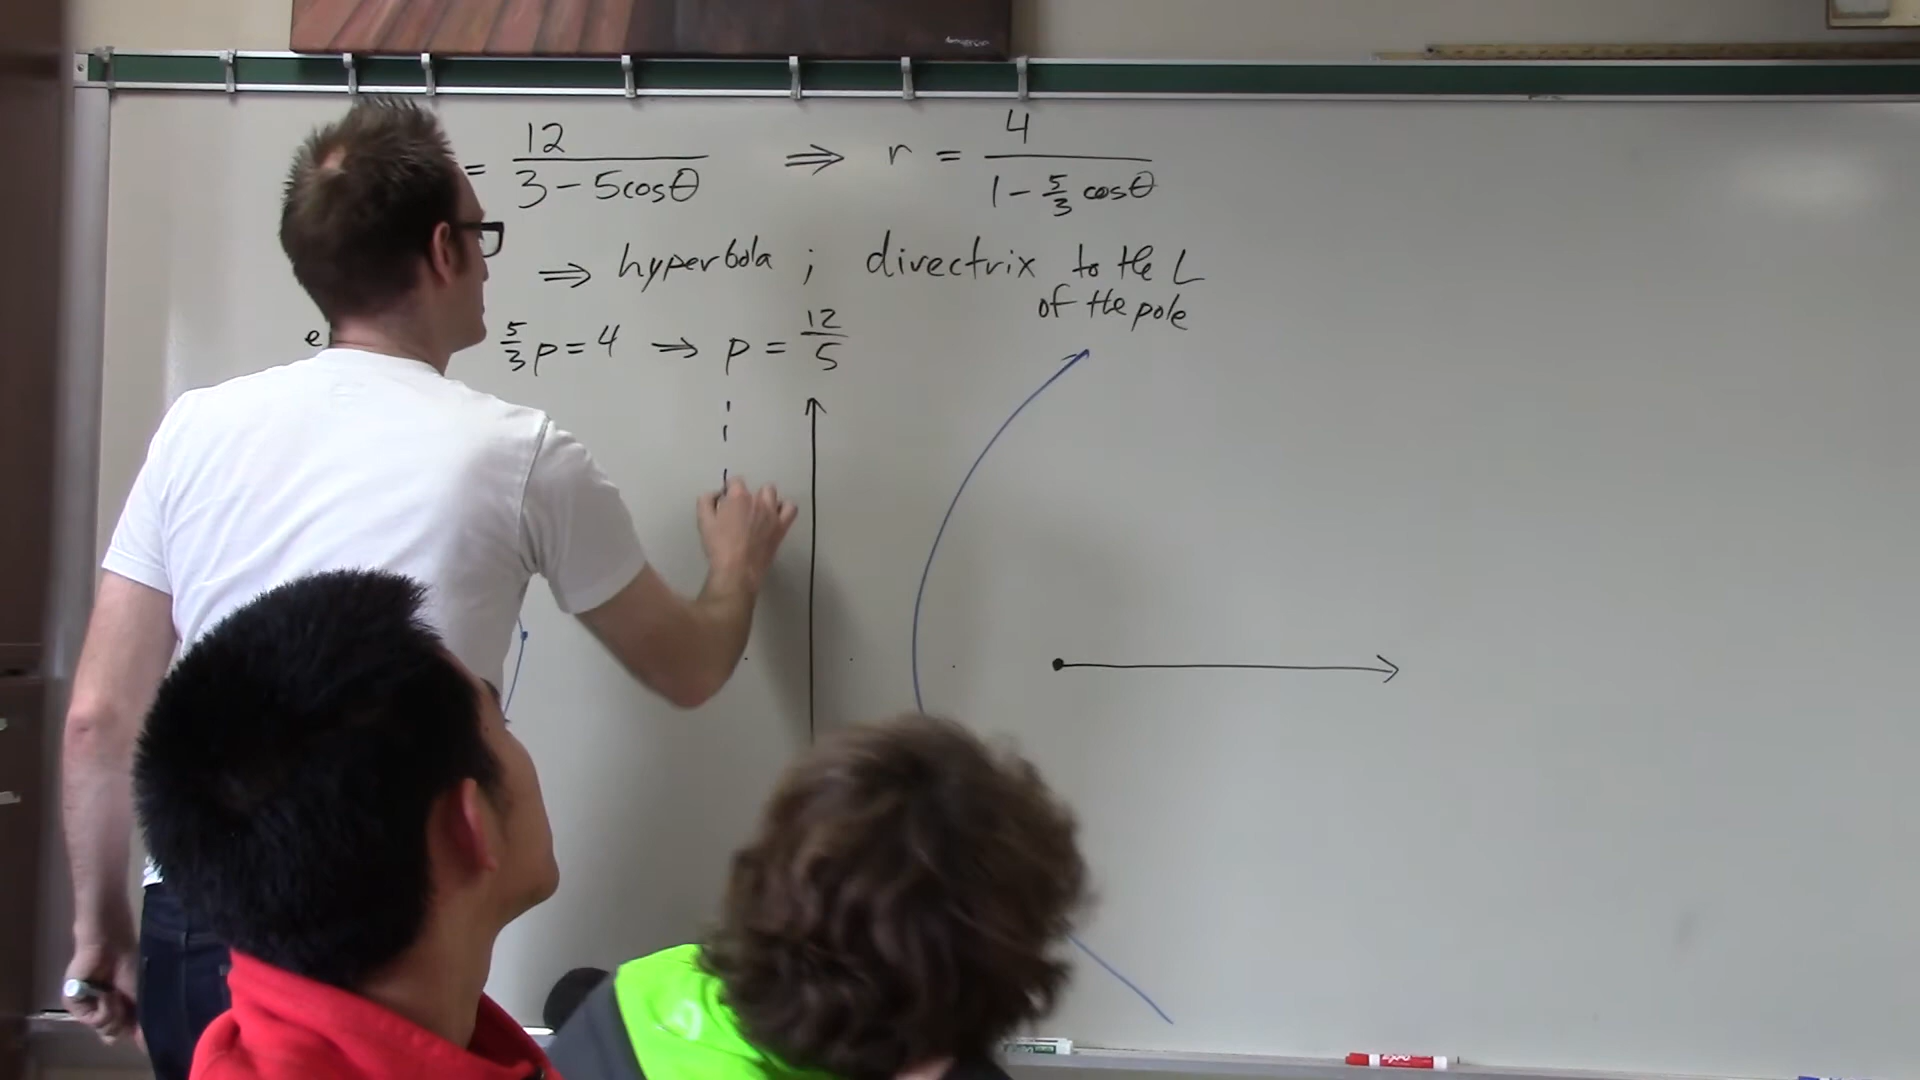 = 12/(3 - 5cosθ) ⇒ r = 4/(1 - 5/3 cosθ)
⇒ hyperbola ; directrix to the L
of the pole
e 5/3 p = 4 ⇒ p = 12/5
EXPO